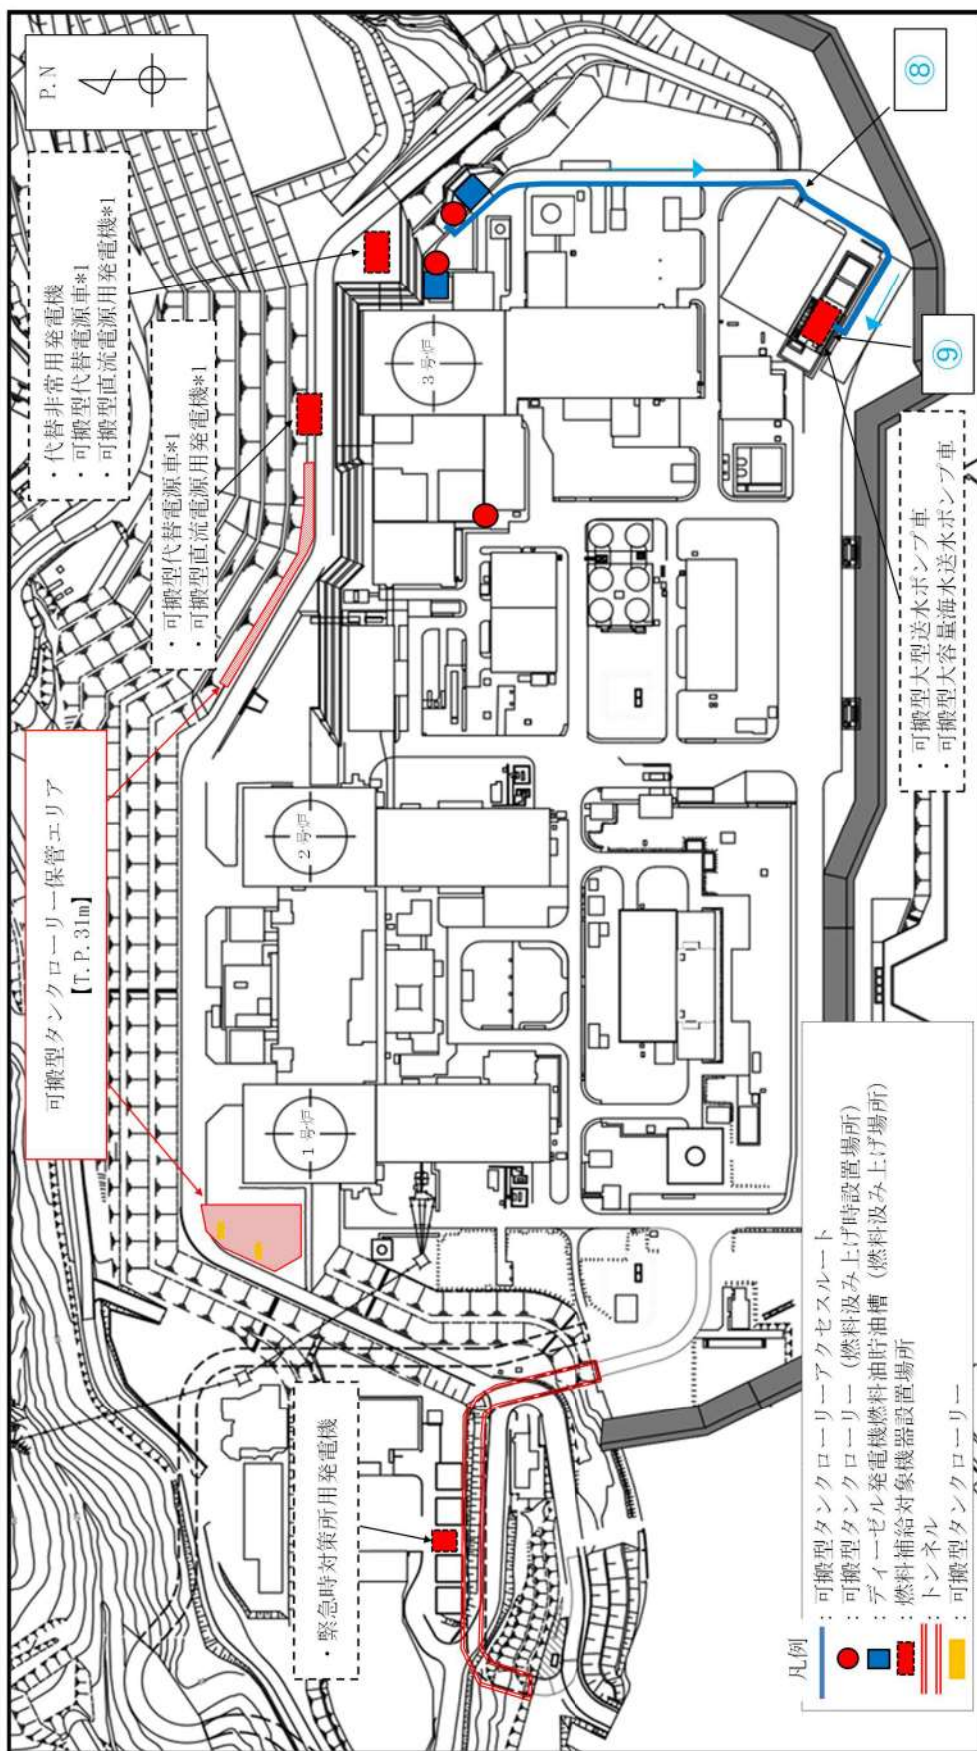 P.N
・代替非常用発電機
・可搬型代替電源車*1
・可搬型直流電源用発電機*1
・可搬型代替電源車*1
・可搬型直流電源用発電機*1
可搬型タンクローリー保管エリア
【T.P.31m】
・緊急時対策所用発電機
1号炉
2号炉
3号炉
⑧
⑨
・可搬型大型送水ポンプ車
・可搬型大容量海水送水ポンプ車
凡例
：可搬型タンクローリーアクセスルート
：可搬型タンクローリー（燃料汲み上げ時設置場所）
：ディーゼル発電機燃料油貯油槽（燃料汲み上げ場所）
：燃料補給対象機器設置場所
：トンネル
：可搬型タンクローリー